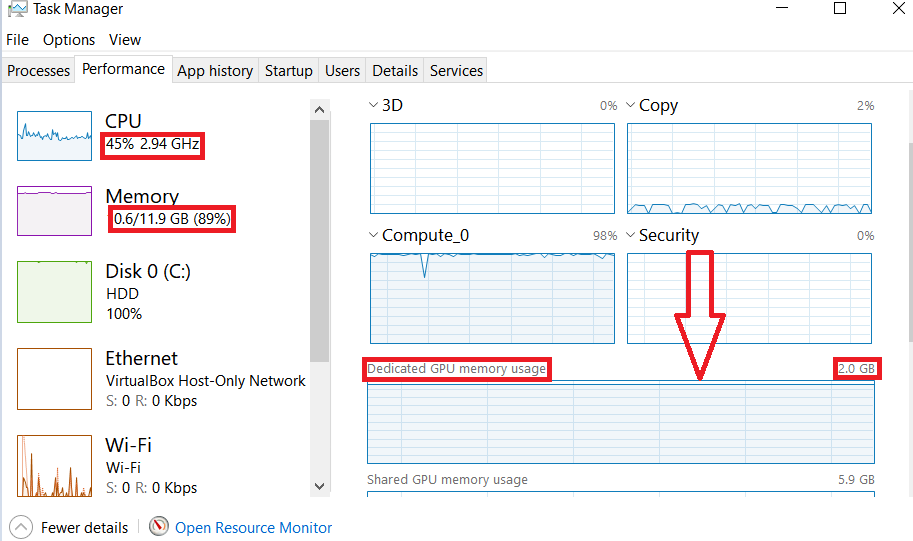 Task Manager
File Options View
Processes Performance App history Startup Users Details Services
CPU
45% 2.94 GHz
Memory
0.6/11.9 GB (89%)
Disk 0 (C:)
HDD
100%
Ethernet
VirtualBox Host-Only Network
S: 0 R: 0 Kbps
Wi-Fi
Wi-Fi
S: 0 R: 0 Kbps
3D 0%
Copy 2%
Compute_0 98%
Security 0%
Dedicated GPU memory usage 2.0 GB
Shared GPU memory usage 5.9 GB
Fewer details
Open Resource Monitor